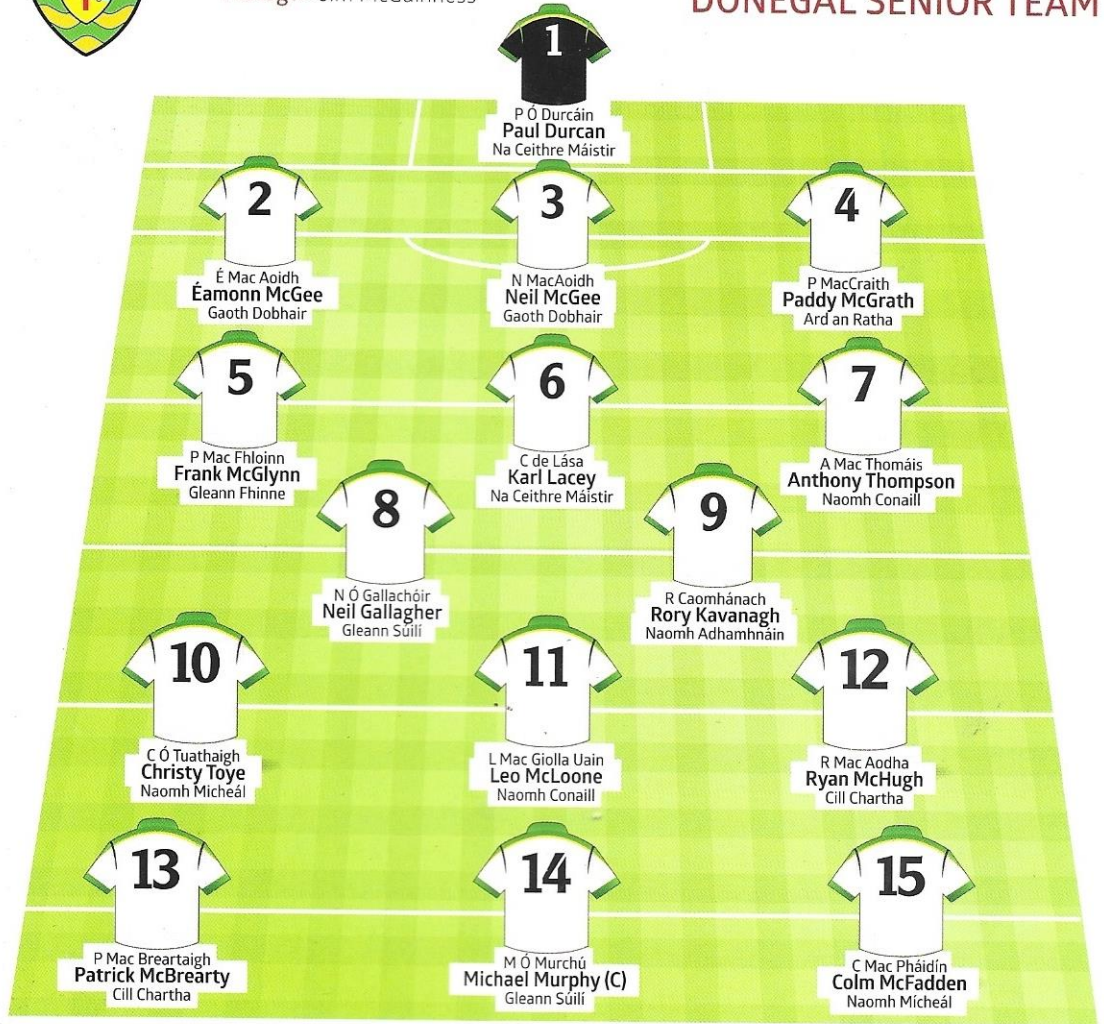 DONEGAL SENIOR TEAM
1
P Ó Durcáin
Paul Durcan
Na Ceithre Máistir
2
É Mac Aoidh
Éamonn McGee
Gaoth Dobhair
3
N MacAoidh
Neil McGee
Gaoth Dobhair
4
P MacCraith
Paddy McGrath
Ard an Ratha
5
P Mac Fhloinn
Frank McGlynn
Gleann Fhinne
6
C de Lása
Karl Lacey
Na Ceithre Máistir
7
A Mac Thomáis
Anthony Thompson
Naomh Conaill
8
N Ó Gallachóir
Neil Gallagher
Gleann Súilí
9
R Caomhánach
Rory Kavanagh
Naomh Adhamhnáin
10
C Ó Tuathaigh
Christy Toye
Naomh Micheál
11
L Mac Giolla Uain
Leo McLoone
Naomh Conaill
12
R Mac Aodha
Ryan McHugh
Cill Chartha
13
P Mac Breartaigh
Patrick McBrearty
Cill Chartha
14
M Ó Murchú
Michael Murphy (C)
Gleann Súilí
15
C Mac Pháidín
Colm McFadden
Naomh Mícheál